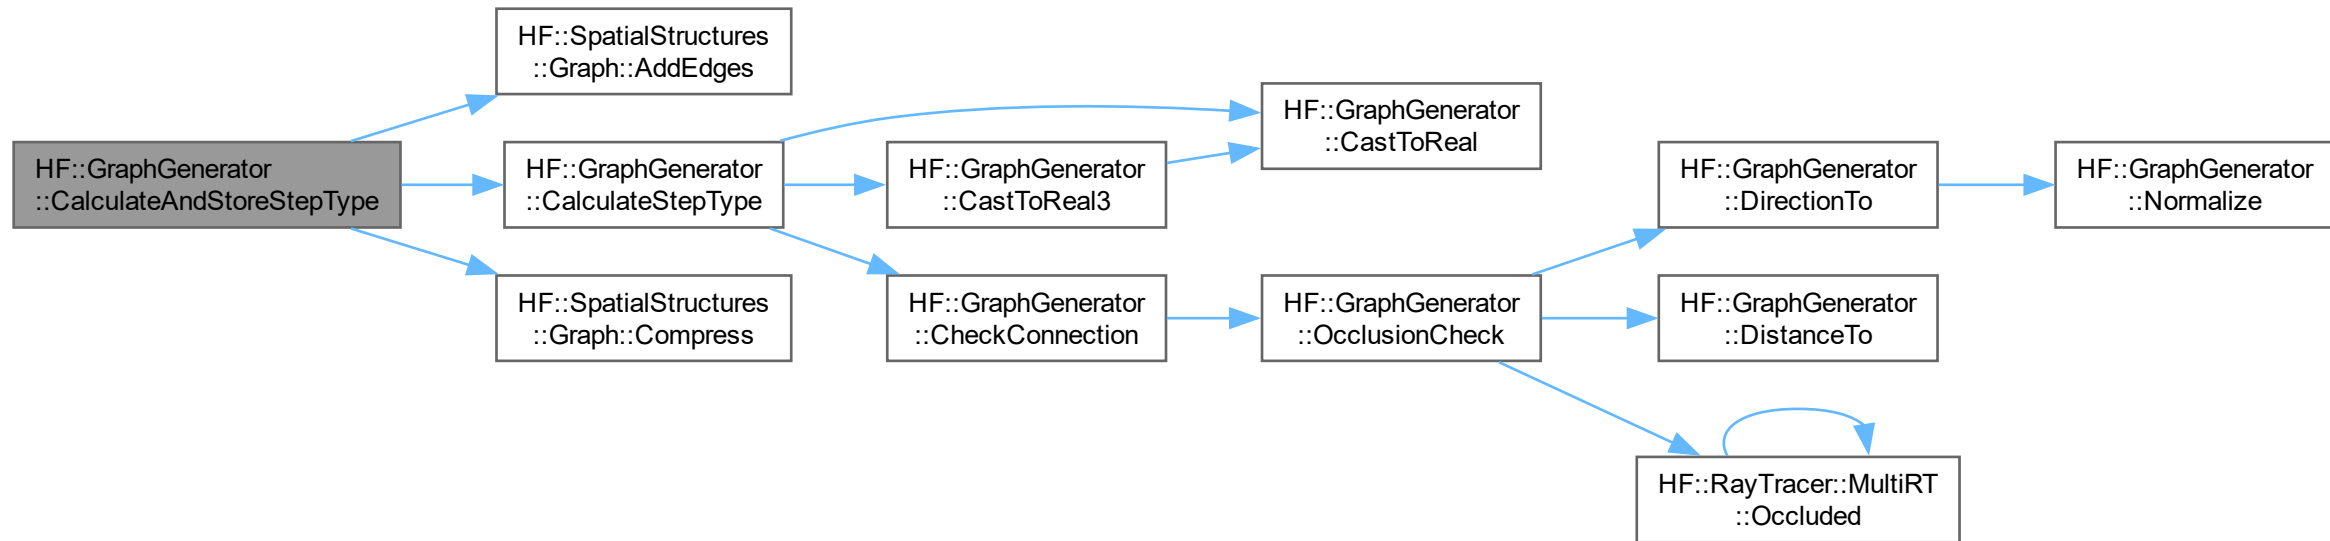 HF::SpatialStructures
::Graph::AddEdges
HF::GraphGenerator
::CalculateAndStoreStepType
HF::GraphGenerator
::CalculateStepType
HF::SpatialStructures
::Graph::Compress
HF::GraphGenerator
::CastToReal3
HF::GraphGenerator
::CheckConnection
HF::GraphGenerator
::CastToReal
HF::GraphGenerator
::OcclusionCheck
HF::GraphGenerator
::DirectionTo
HF::GraphGenerator
::DistanceTo
HF::RayTracer::MultiRT
::Occluded
HF::GraphGenerator
::Normalize